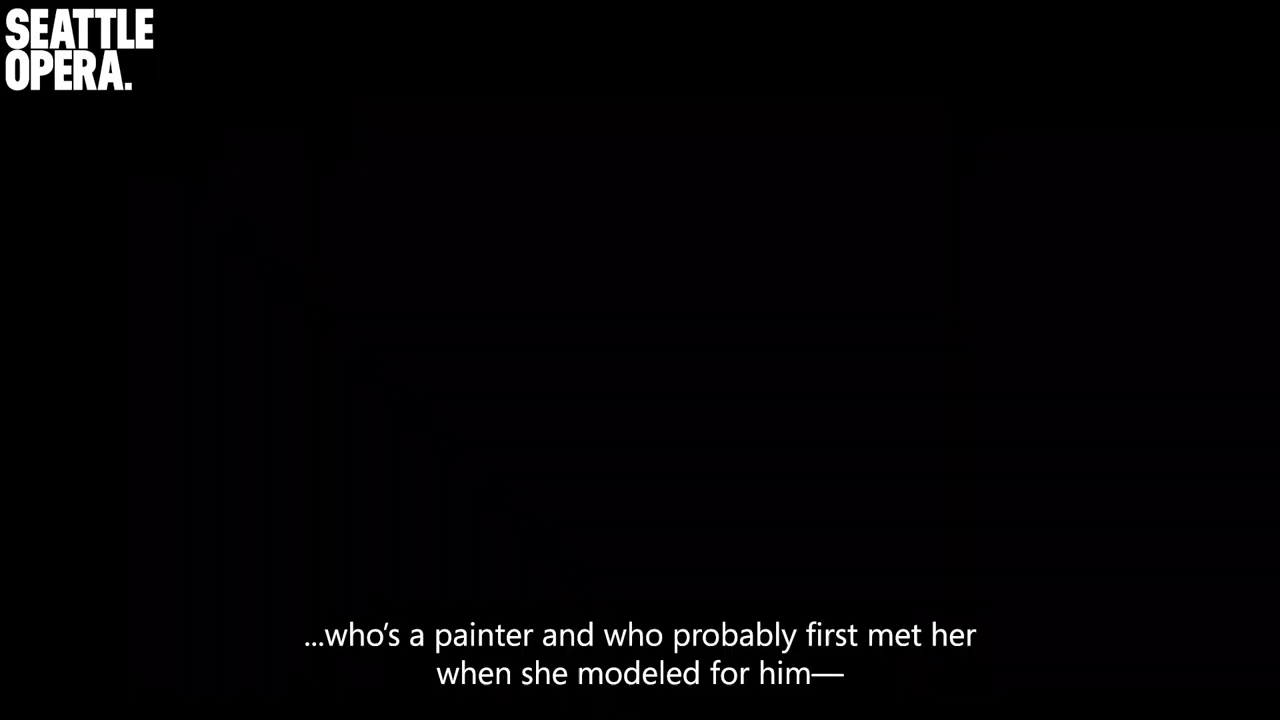 SEATTLE
OPERA.
...who's a painter and who probably first met her
when she modeled for him—